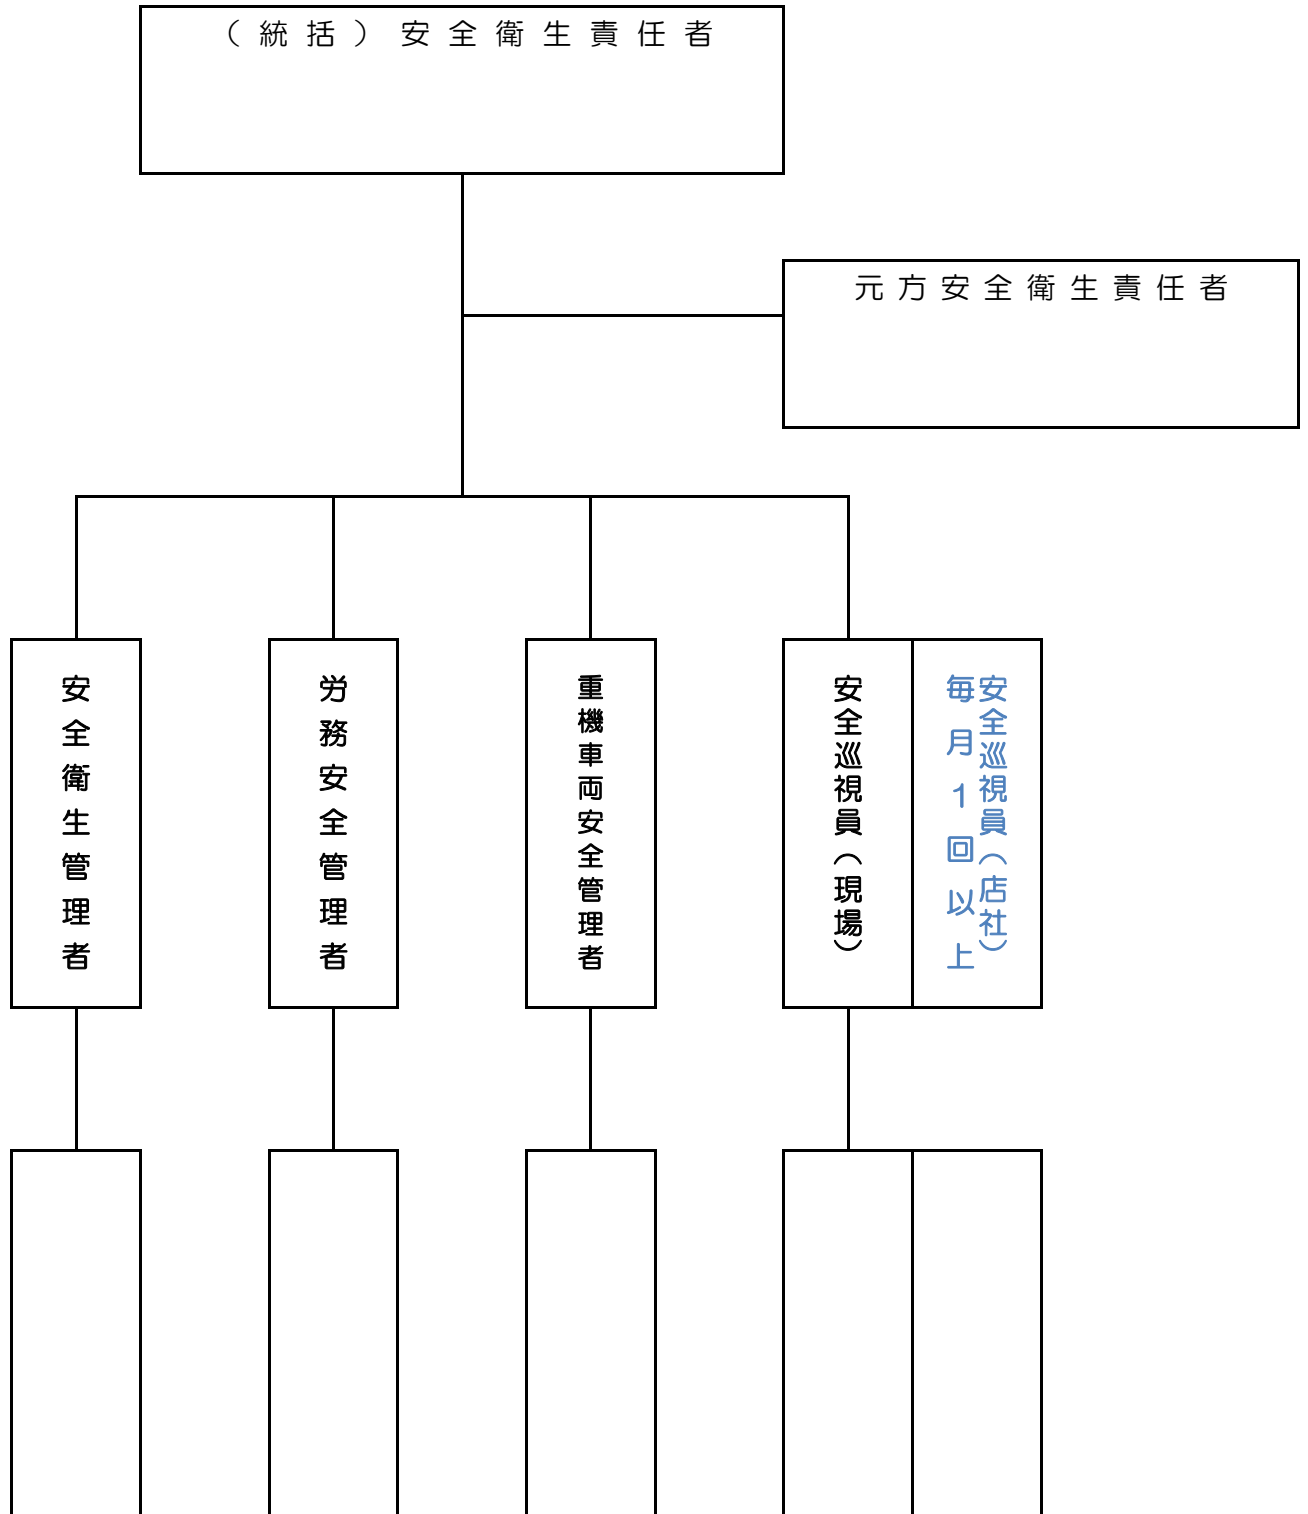 （統括）安全衛生責任者
元方安全衛生責任者
安全衛生管理者
労務安全管理者
重機車両安全管理者
安全巡視員（現場）
安全巡視員（店社）
毎月１回以上